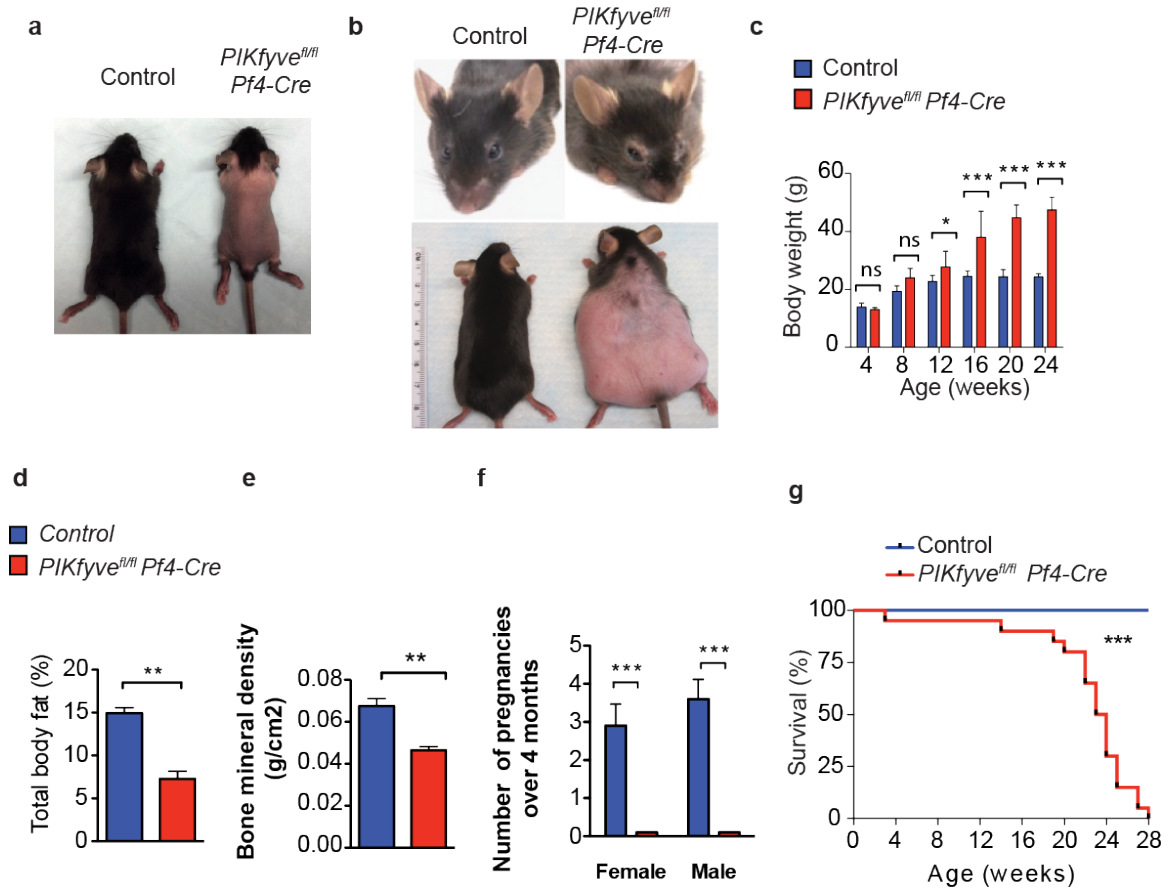 a
Control
PIKfyvefl/fl
Pf4-Cre
b
Control
PIKfyvefl/fl
Pf4-Cre
c
Control
PIKfyvefl/fl Pf4-Cre
Body weight (g)
60
40
20
0
ns
ns
*
***
***
***
4 8 12 16 20 24
Age (weeks)
d
Control
PIKfyvefl/fl Pf4-Cre
Total body fat (%)
20
15
10
5
0
**
e
Bone mineral density
(g/cm2)
0.08
0.06
0.04
0.02
0.00
**
f
Number of pregnancies
over 4 months
5
4
3
2
1
0
***
***
Female Male
g
Control
PIKfyvefl/fl Pf4-Cre
Survival (%)
100
75
50
25
0
***
0 4 8 12 16 20 24 28
Age (weeks)